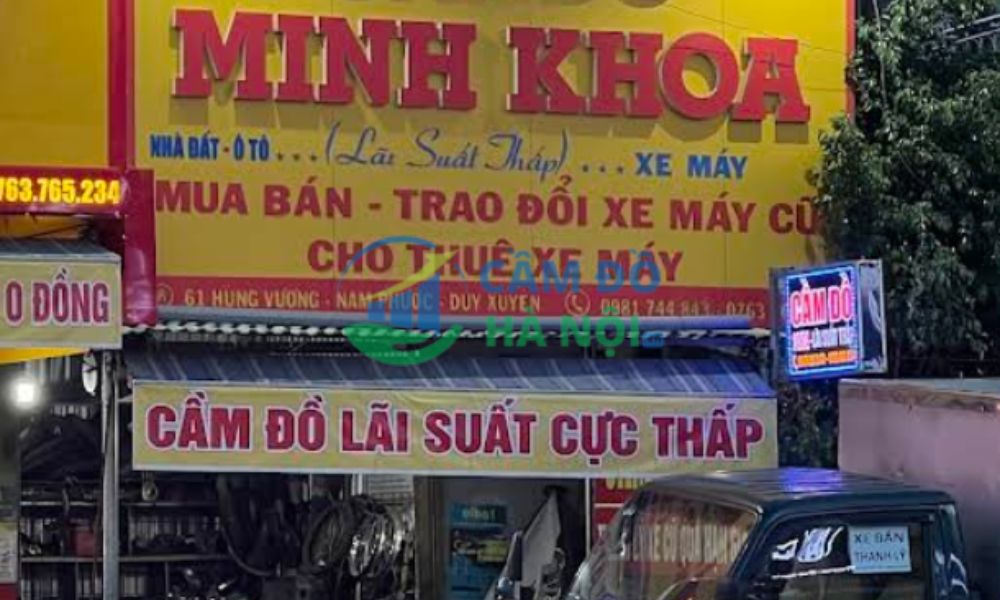 MINH KHOA
NHÀ ĐẤT - Ô TÔ ... (Lãi Suất Thấp) ... XE MÁY
763.765.234
MUA BÁN - TRAO ĐỔI XE MÁY CŨ
CHO THUÊ XE MÁY
61 HÙNG VƯƠNG - NAM PHƯỚC - DUY XUYÊN 0981 744 843 - 0763
CẦM ĐỒ
HÀ NỘI
O ĐỒNG
CẦM ĐỒ
LÃI SUẤT
CẦM ĐỒ LÃI SUẤT CỰC THẤP
XE BÁN
THANH LÝ